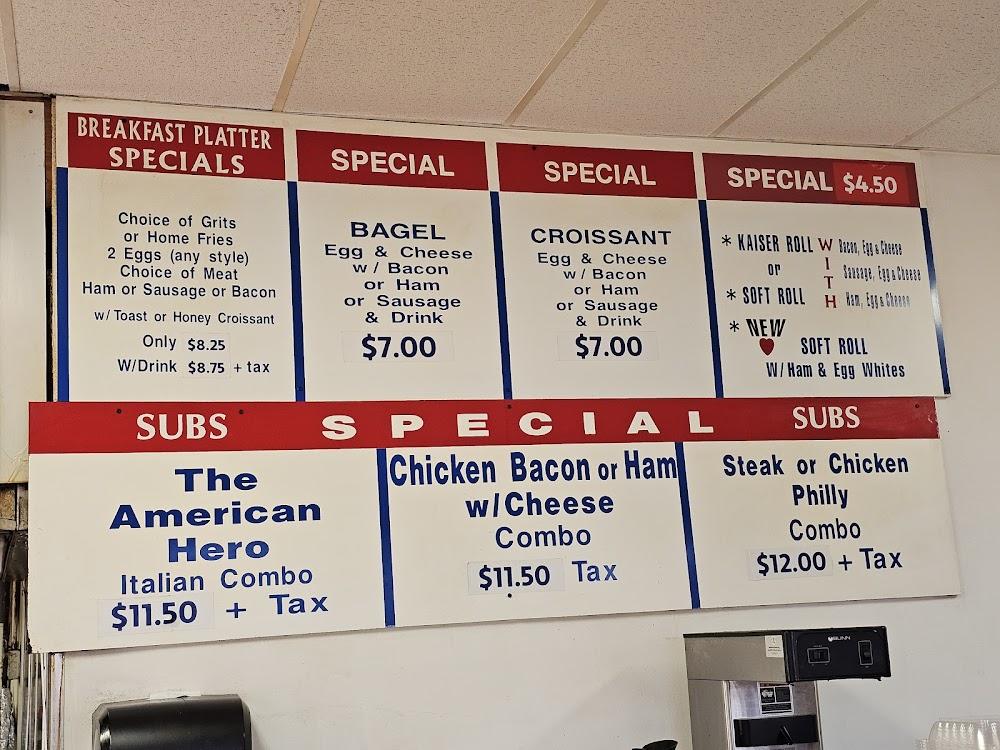 BREAKFAST PLATTER
SPECIALS
Choice of Grits
or Home Fries
2 Eggs (any style)
Choice of Meat
Ham or Sausage or Bacon
w/Toast or Honey Croissant
Only $8.25
W/Drink $8.75 + tax
SPECIAL
BAGEL
Egg & Cheese
w/ Bacon
or Ham
or Sausage
& Drink
$7.00
SPECIAL
CROISSANT
Egg & Cheese
w/ Bacon
or Ham
or Sausage
& Drink
$7.00
SPECIAL $4.50
* KAISER ROLL
or
* SOFT ROLL
WITH
Bacon, Egg & Cheese
Sausage, Egg & Cheese
Ham, Egg & Cheese
* NEW
SOFT ROLL
W/Ham & Egg Whites
SUBS SPECIAL SUBS
The
American
Hero
Italian Combo
$11.50 + Tax
Chicken Bacon or Ham
w/Cheese
Combo
$11.50 Tax
Steak or Chicken
Philly
Combo
$12.00 + Tax
BUNN